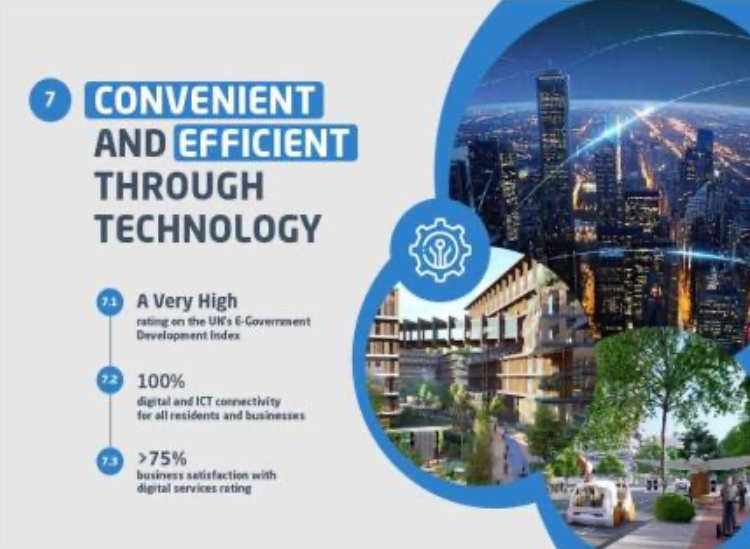 7
CONVENIENT
AND EFFICIENT
THROUGH
TECHNOLOGY
7.1
A Very High
rating on the UN's E-Government
Development Index
7.2
100%
digital and ICT connectivity
for all residents and businesses
7.3
>75%
business satisfaction with
digital services rating